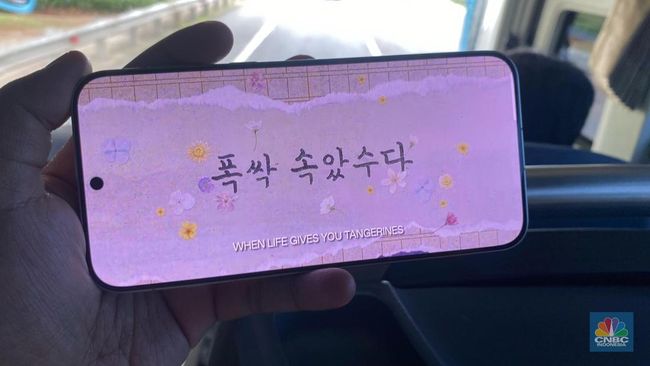 폭싹 속았수다
WHEN LIFE GIVES YOU TANGERINES
CNBC
INDONESIA